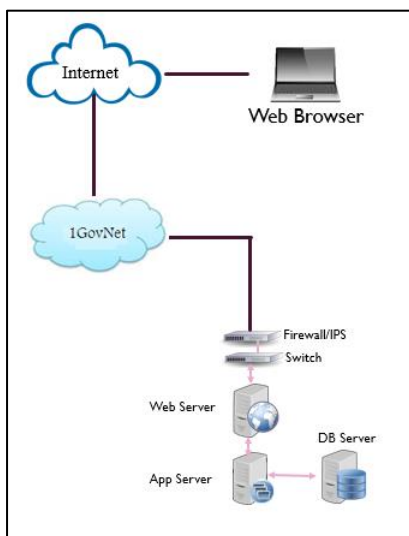 Internet
Web Browser
1GovNet
Firewall/IPS
Switch
Web Server
DB Server
App Server